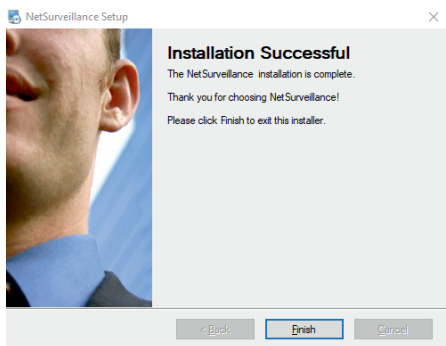 NetSurveillance Setup
Installation Successful
The NetSurveillance installation is complete.
Thank you for choosing NetSurveillance!
Please click Finish to exit this installer.
< Back Finish Cancel